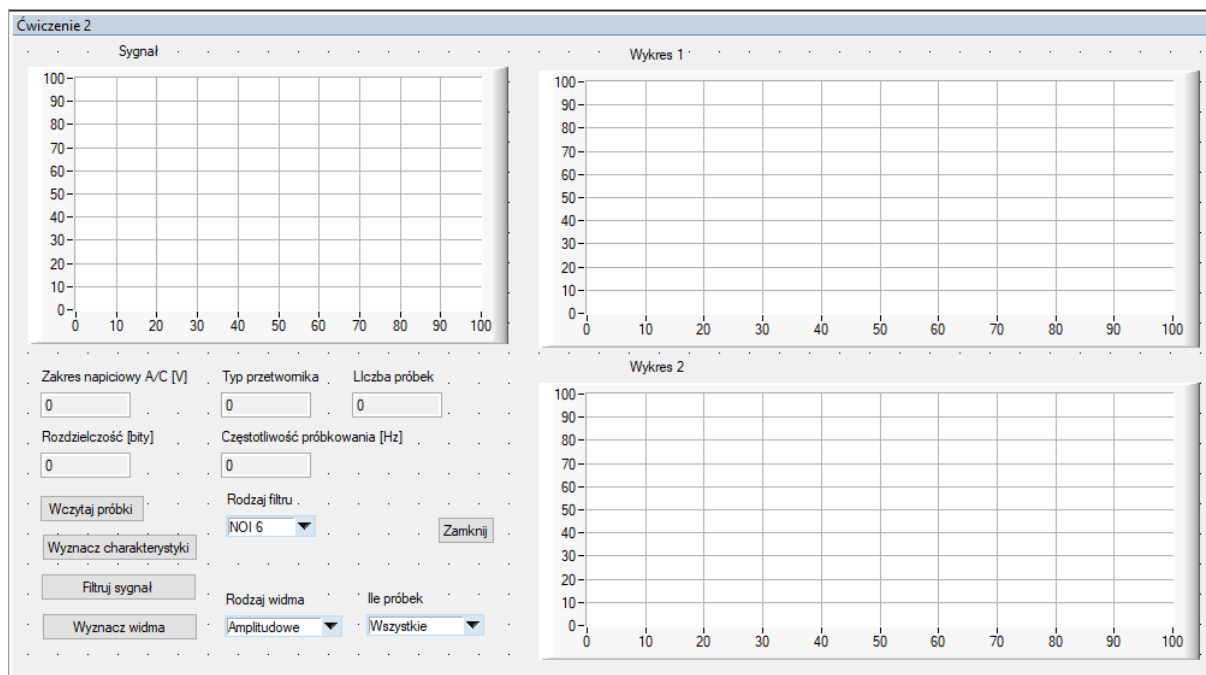 Ćwiczenie 2
Sygnał
100
90
80
70
60
50
40
30
20
10
0
0 10 20 30 40 50 60 70 80 90 100
Wykres 1
100
90
80
70
60
50
40
30
20
10
0
0 10 20 30 40 50 60 70 80 90 100
Zakres napiciowy A/C [V] Typ przetwornika LIczba próbek
0 0 0
Rozdzielczość [bity] Częstotliwość próbkowania [Hz]
0 0
Wczytaj próbki
Rodzaj filtru
NOI 6
Zamknij
Wyznacz charakterystyki
Filtruj sygnał
Rodzaj widma Ile próbek
Wyznacz widma Amplitudowe Wszystkie
Wykres 2
100
90
80
70
60
50
40
30
20
10
0
0 10 20 30 40 50 60 70 80 90 100